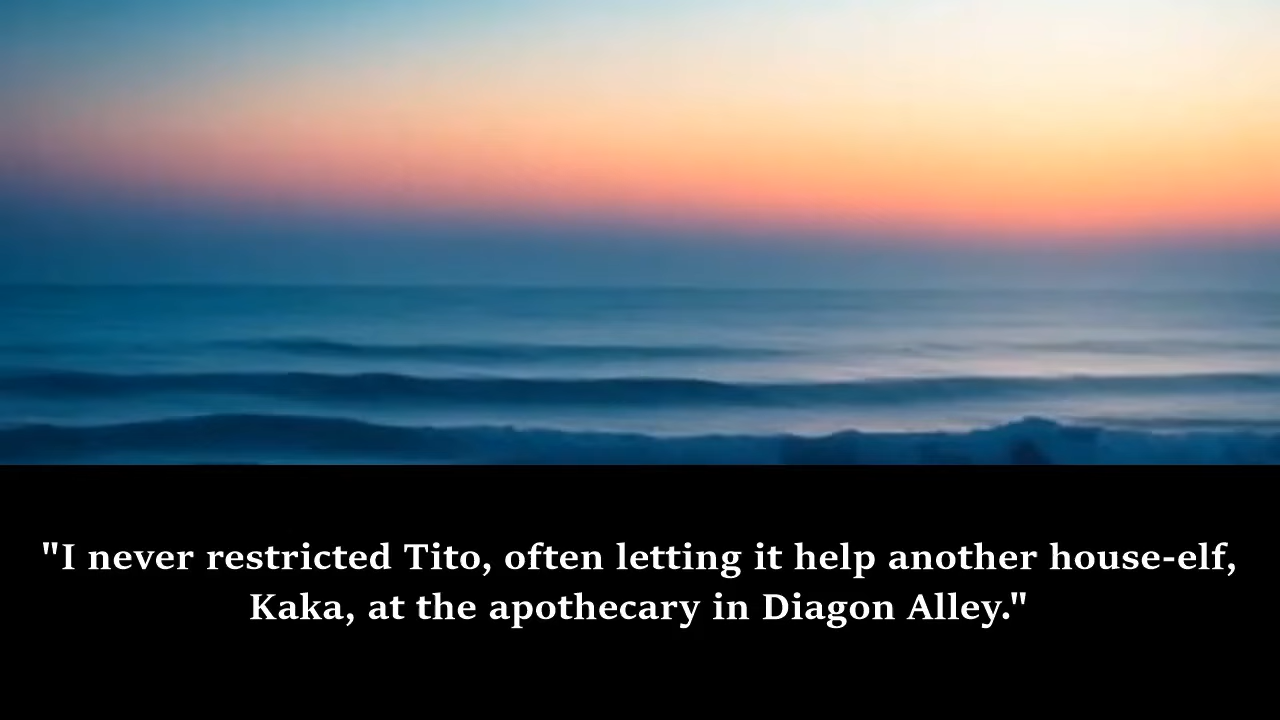 "I never restricted Tito, often letting it help another house-elf,
Kaka, at the apothecary in Diagon Alley."